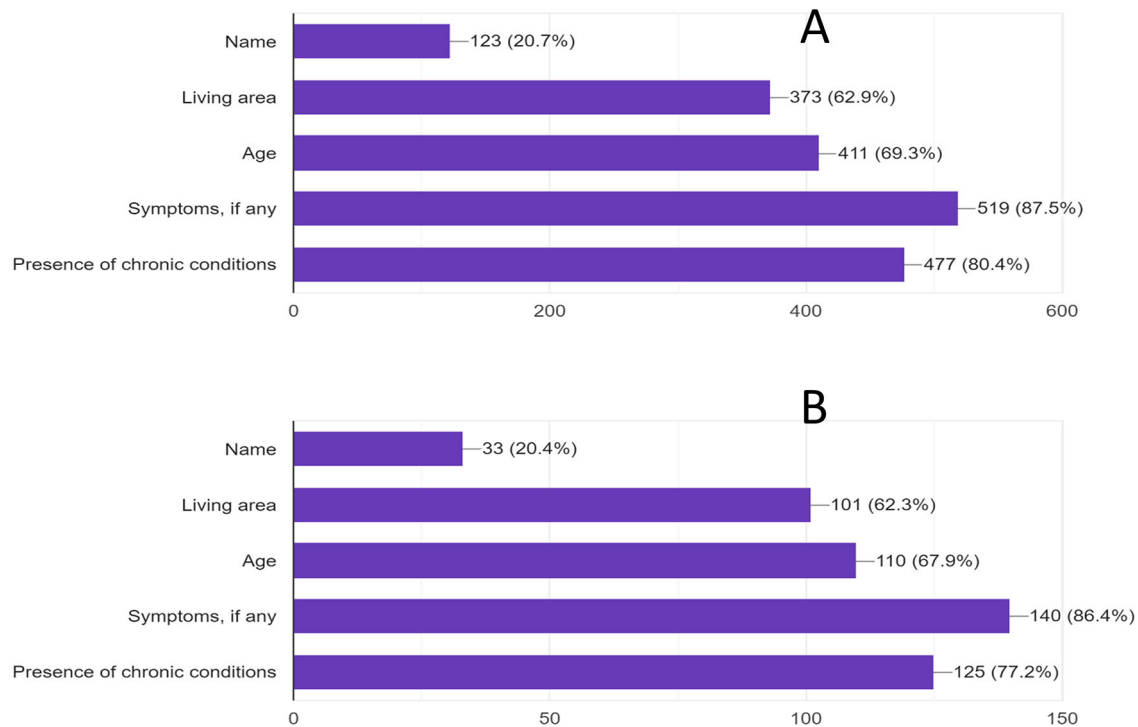 A
Name 123 (20.7%)
Living area 373 (62.9%)
Age 411 (69.3%)
Symptoms, if any 519 (87.5%)
Presence of chronic conditions 477 (80.4%)
0 200 400 600
B
Name 33 (20.4%)
Living area 101 (62.3%)
Age 110 (67.9%)
Symptoms, if any 140 (86.4%)
Presence of chronic conditions 125 (77.2%)
0 50 100 150